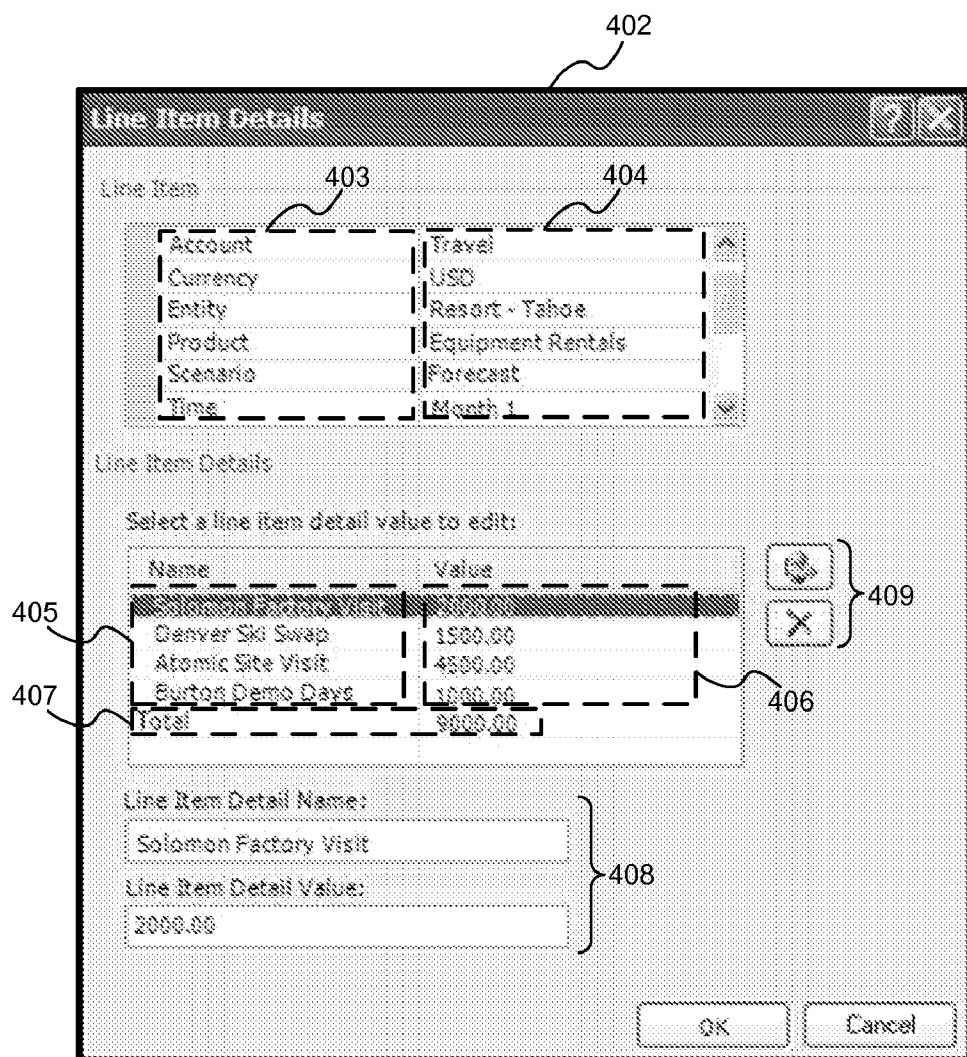 402
Line Item Details
Line Item
403
404
Account Travel
Currency USD
Entity Resort - Tahoe
Product Equipment Rentals
Scenario Forecast
Time Month 1
Line Item Details
Select a line item detail value to edit:
Name Value
405
409
Denver Ski Swap 1500.00
Atomic Site Visit 4500.00
Burton Demo Days 1000.00
406
407
Total 9000.00
Line Item Detail Name:
Solomon Factory Visit
408
Line Item Detail Value:
2000.00
OK Cancel